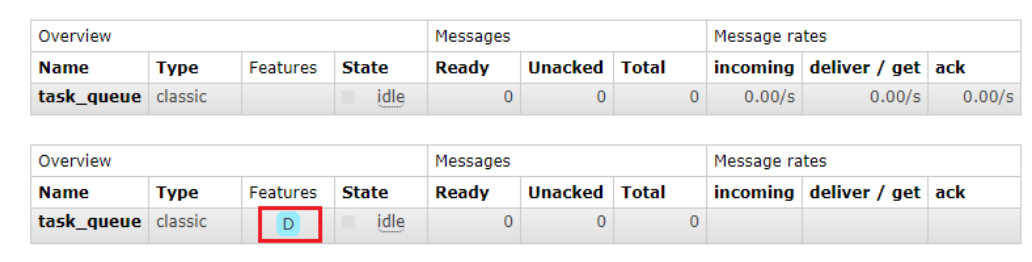 Overview Messages Message rates
Name Type Features State Ready Unacked Total incoming deliver / get ack
task_queue classic idle 0 0 0 0.00/s 0.00/s 0.00/s
Overview Messages Message rates
Name Type Features State Ready Unacked Total incoming deliver / get ack
task_queue classic D idle 0 0 0